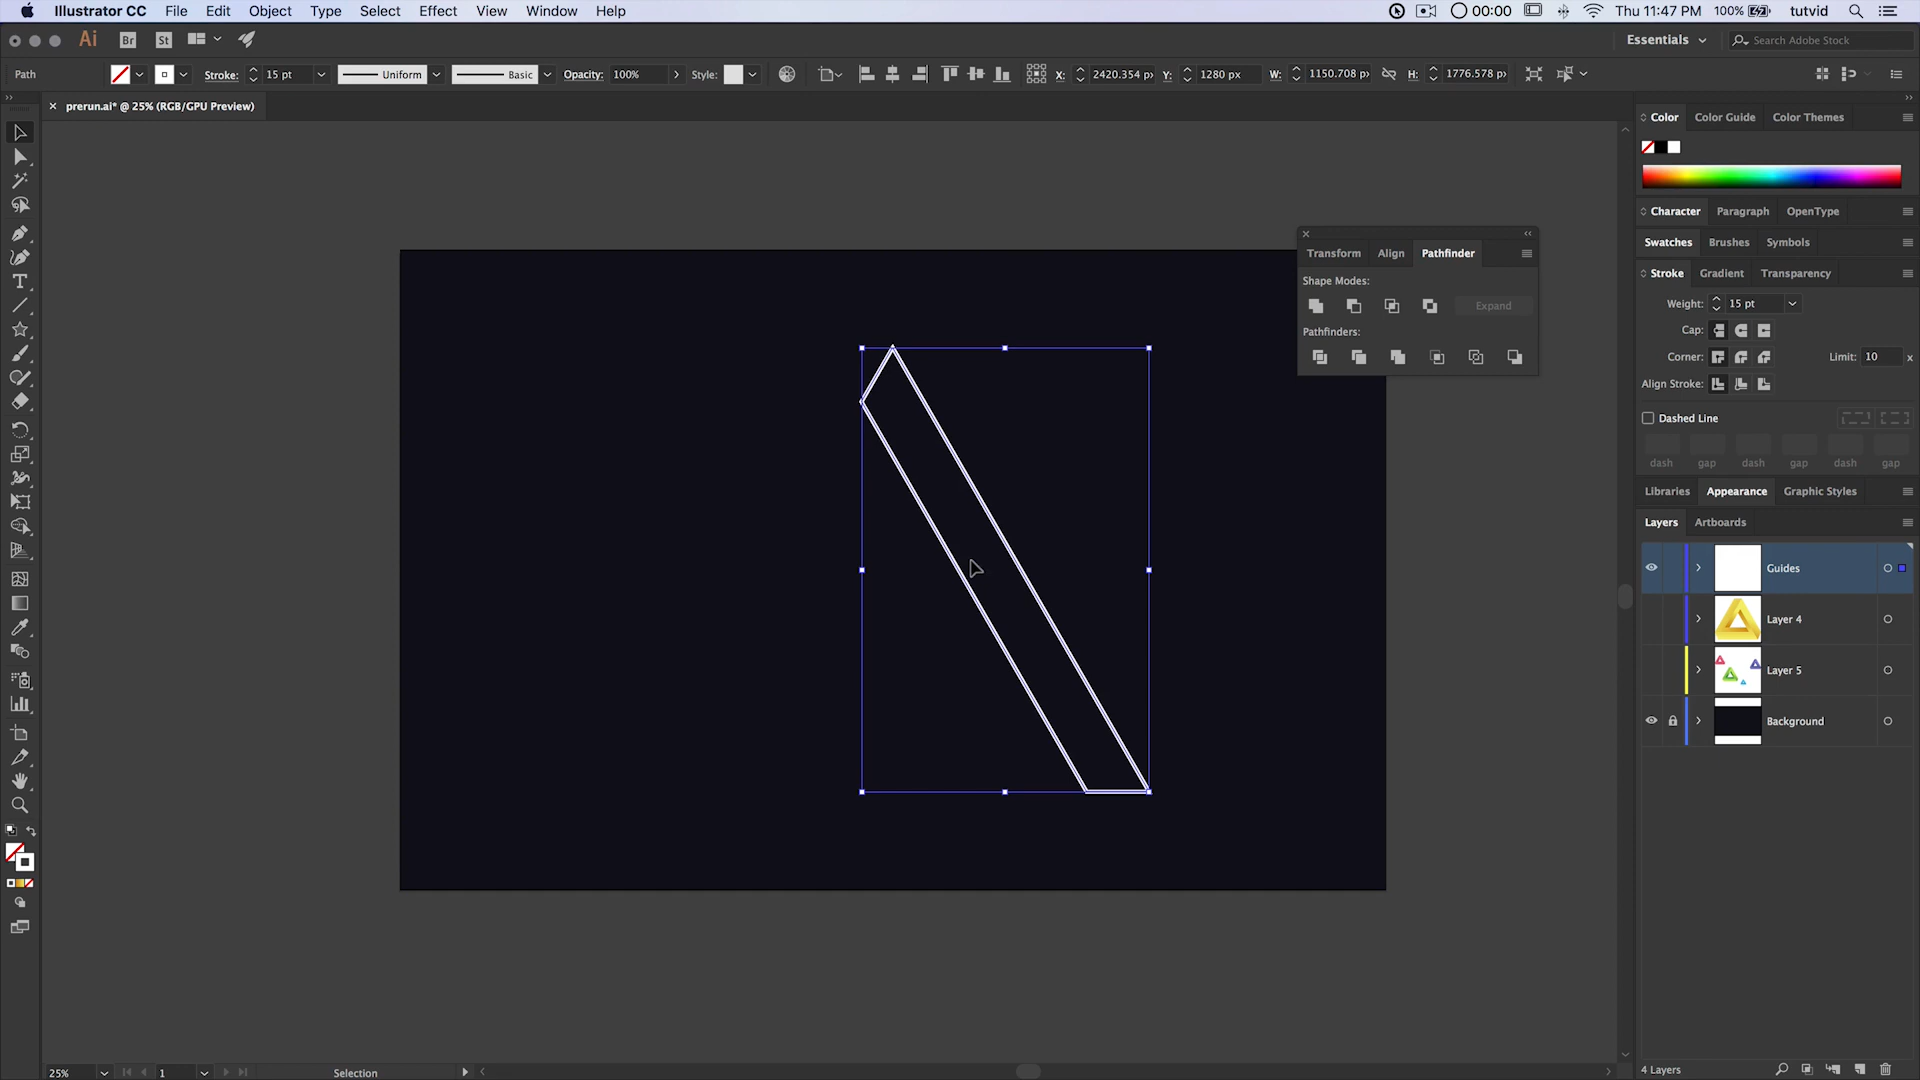 Illustrator CC File Edit Object Type Select Effect View Window Help 00:00 Thu 11:47 PM 100% tutvid
Ai Br St Essentials Search Adobe Stock
Path Stroke: 15 pt Uniform Basic Opacity: 100% Style: X: 2420.354 px Y: 1280 px W: 1150.708 px H: 1776.578 px
prerun.ai* @ 25% (RGB/GPU Preview)
Color Color Guide Color Themes
Character Paragraph OpenType
Swatches Brushes Symbols
Transform Align Pathfinder
Stroke Gradient Transparency
Shape Modes:
Expand
Weight: 15 pt
Pathfinders:
Cap:
Corner: Limit: 10 x
Align Stroke:
Dashed Line
dash gap dash gap dash gap
Libraries Appearance Graphic Styles
Layers Artboards
Guides
Layer 4
Layer 5
Background
25% 1 Selection 4 Layers